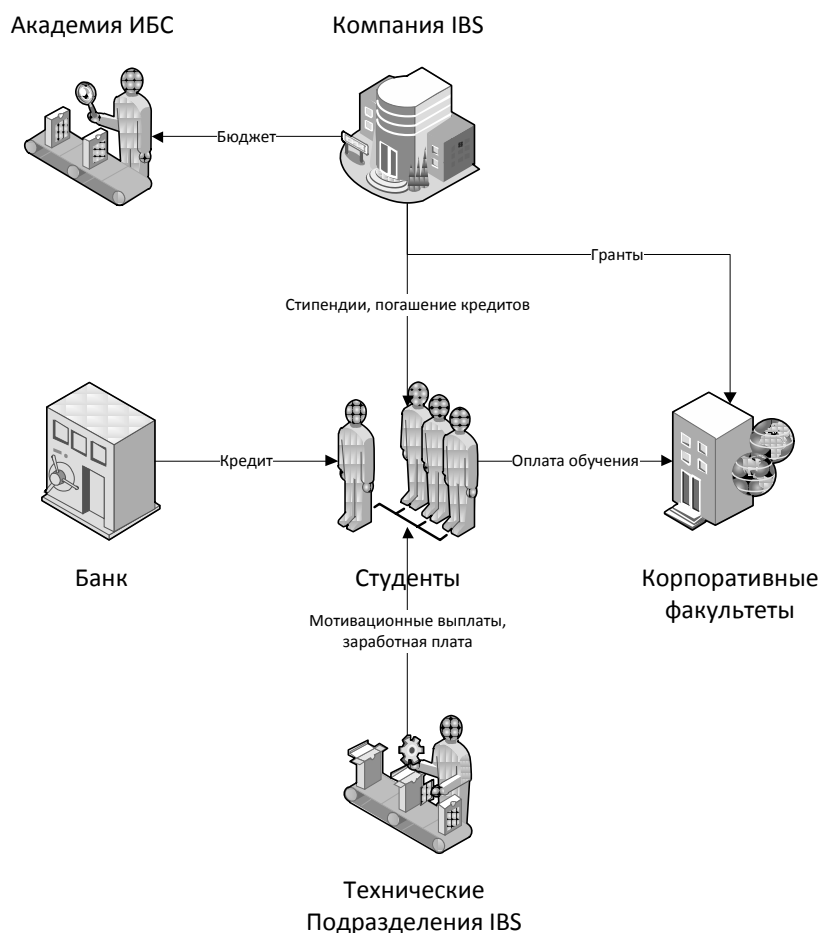 Академия ИБС
Компания IBS
Бюджет
Гранты
Стипендии, погашение кредитов
Кредит
Оплата обучения
Банк
Студенты
Корпоративные
факультеты
Мотивационные выплаты,
заработная плата
Технические
Подразделения IBS